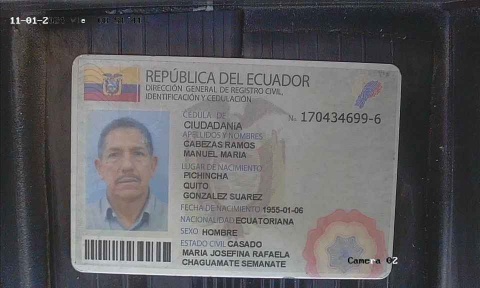 11-01-2
REPÚBLICA DEL ECUADOR
DIRECCIÓN GENERAL DE REGISTRO CIVIL,
IDENTIFICACIÓN Y CEDULACIÓN
CÉDULA DE
CIUDADANÍA
No. 170434699-6
APELLIDOS Y NOMBRES
CABEZAS RAMOS
MANUEL MARIA
LUGAR DE NACIMIENTO
PICHINCHA
QUITO
GONZALEZ SUAREZ
FECHA DE NACIMIENTO 1955-01-06
NACIONALIDAD ECUATORIANA
SEXO HOMBRE
ESTADO CIVIL CASADO
MARIA JOSEFINA RAFAELA
CHAGUAMATE SEMANATE
Camera 02